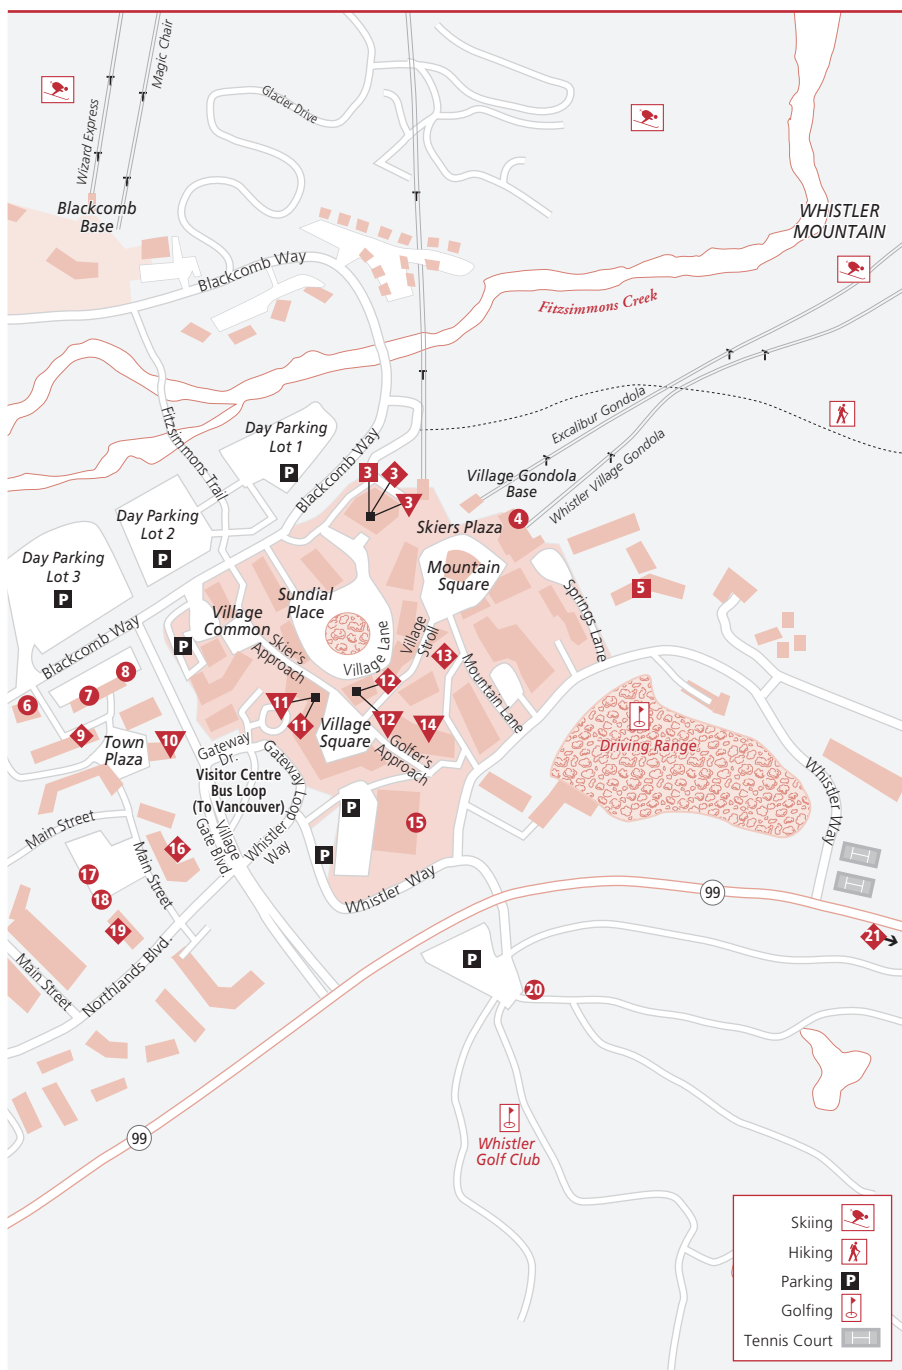 Magic Chair
Wizard Express
Glacier Drive
Blackcomb
Base
WHISTLER
MOUNTAIN
Blackcomb Way
Fitzsimmons Creek
Fitzsimmons Trail
Day Parking
Lot 1
P
Blackcomb Way
Excalibur Gondola
Whistler Village Gondola
Village Gondola
Base
3
3
3
4
Skiers Plaza
Day Parking
Lot 2
P
Day Parking
Lot 3
P
Mountain
Square
Sundial
Place
Village
Common
Springs Lane
5
Village
Stroll
Village Lane
Skier's
Approach
P
Blackcomb Way
13
Mountain Lane
8
7
6
12
11
11
12
14
9
10
Town
Plaza
Village
Square
Golfer's
Approach
Gateway
Dr.
Gateway Loop
Driving Range
Visitor Centre
Bus Loop
(To Vancouver)
Whistler Way
P
15
Main Street
Village
Gate Blvd.
Whistler
Way
P
16
Main Street
17
18
19
Whistler Way
99
21
Northlands Blvd.
Main Street
P
20
99
Whistler
Golf Club
Skiing
Hiking
Parking P
Golfing
Tennis Court